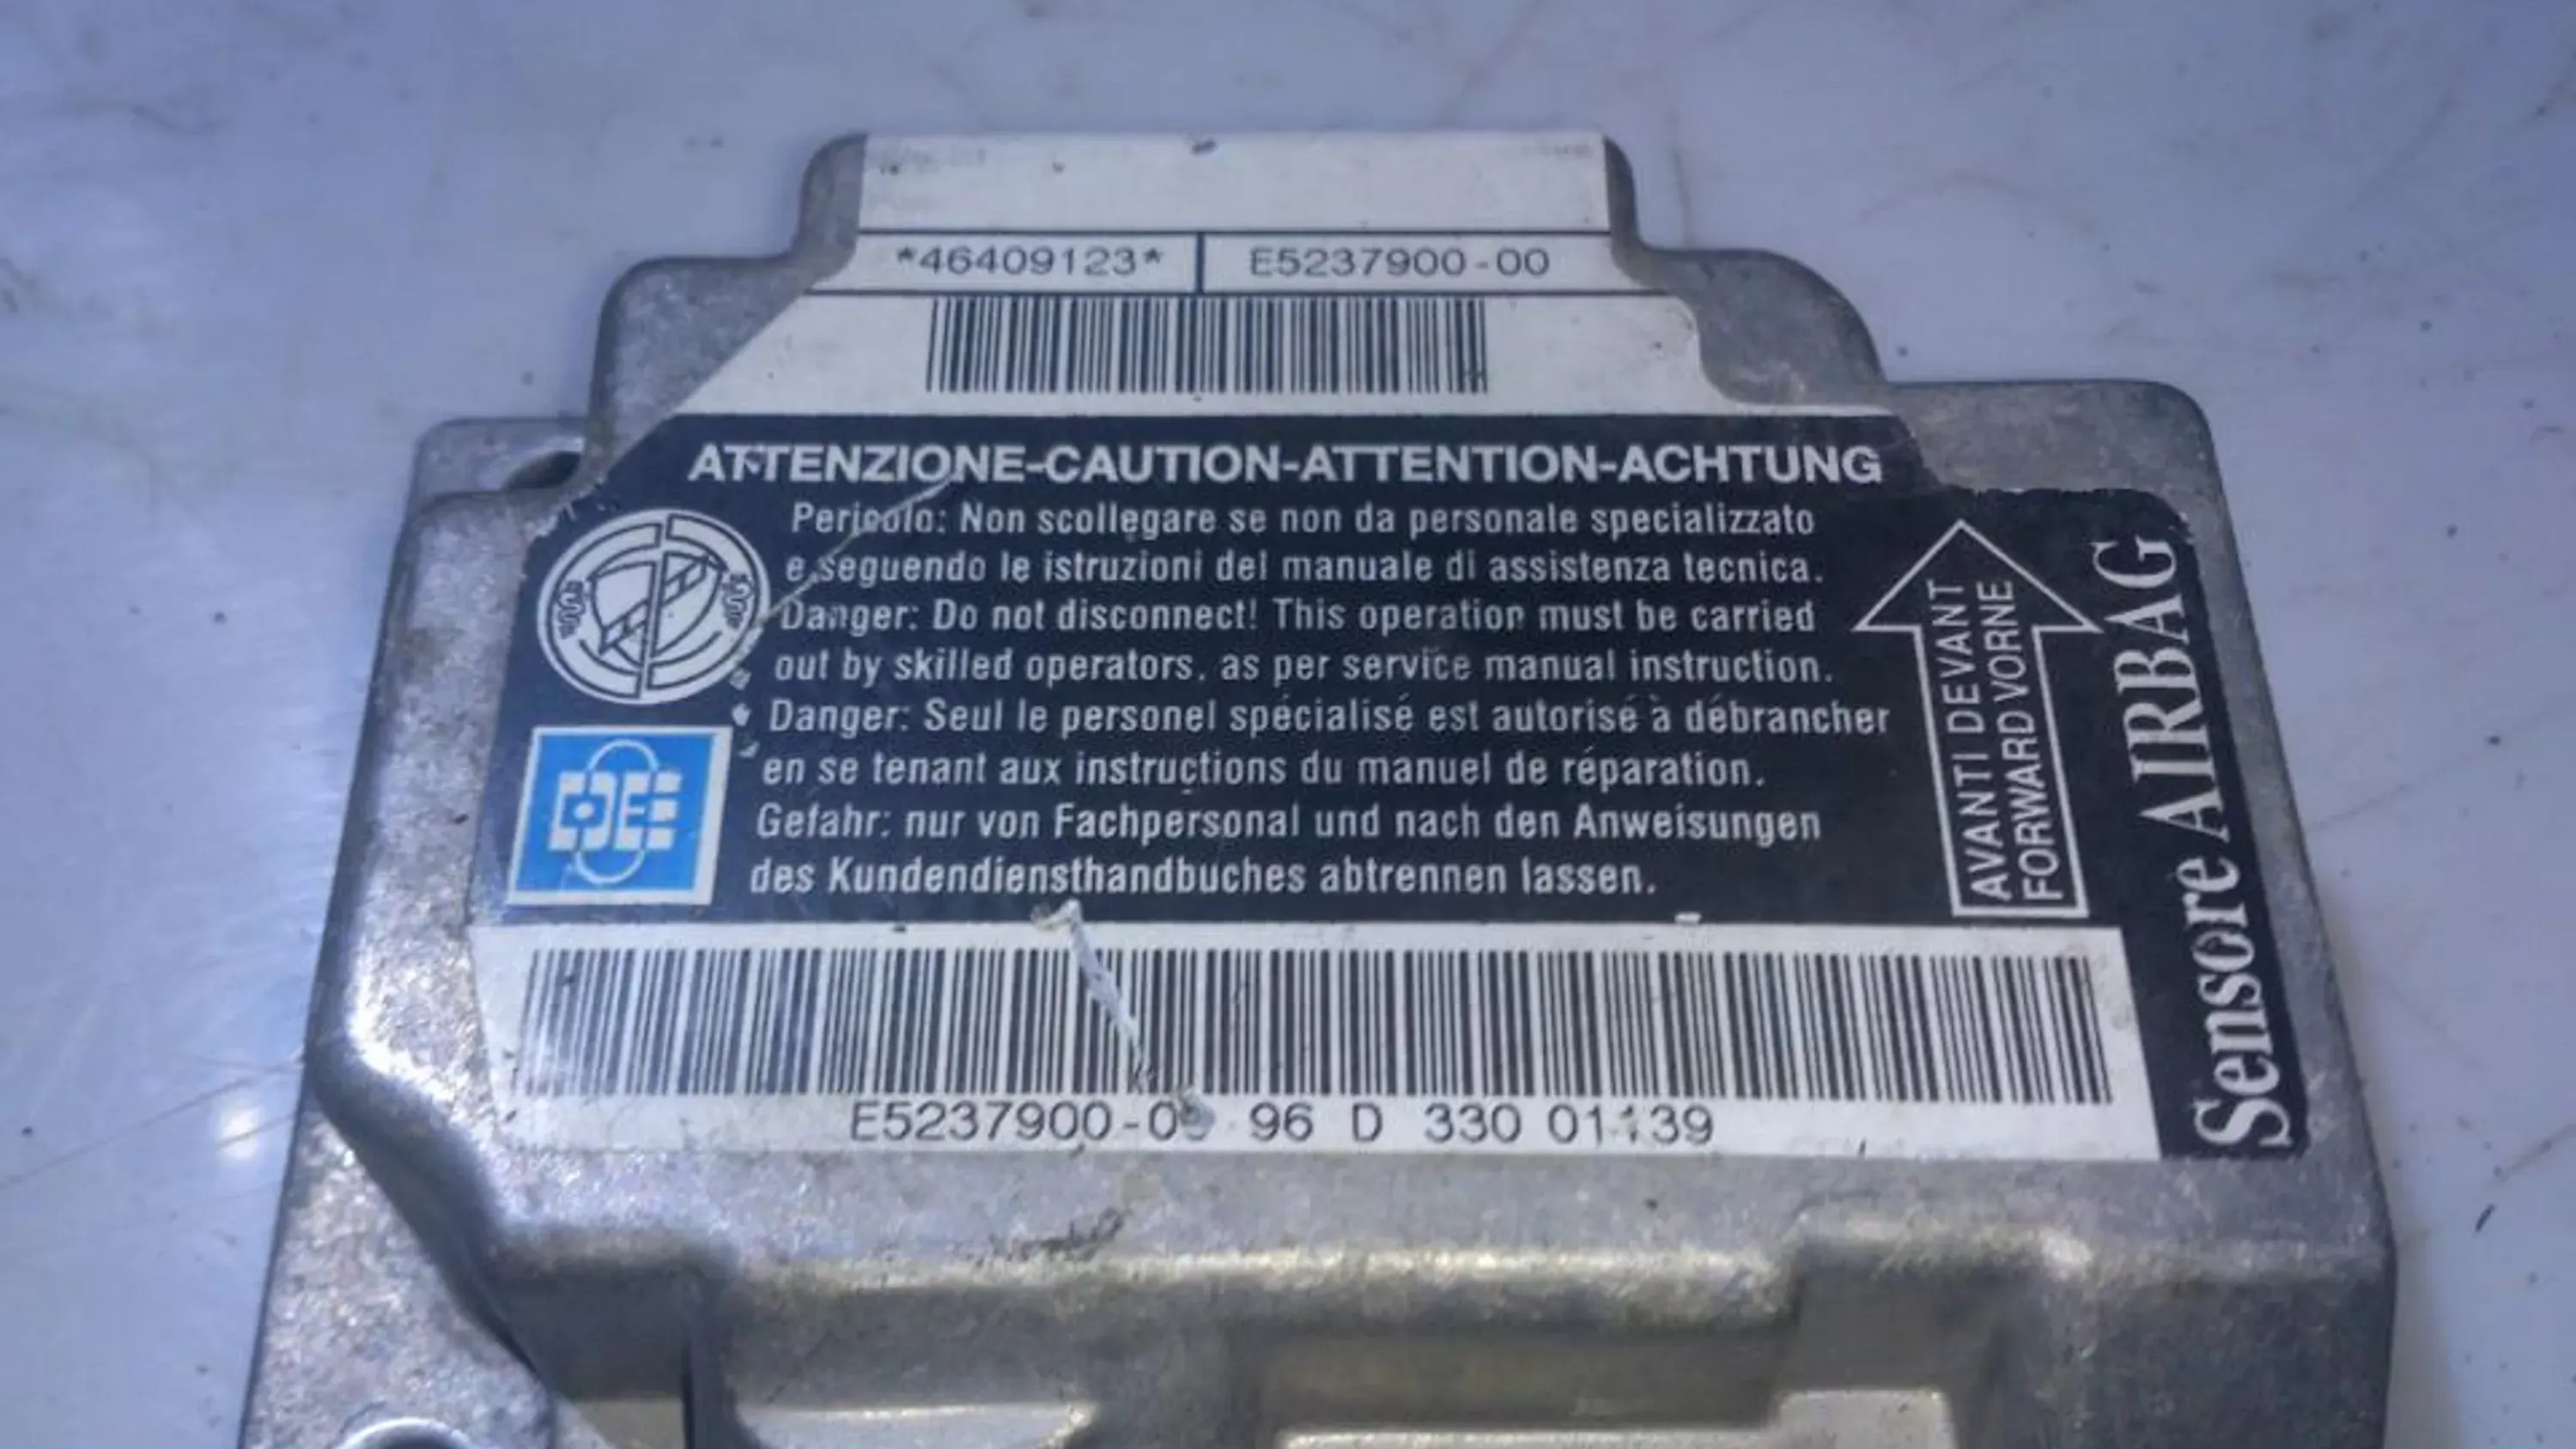 *46409123* E5237900-00
ATTENZIONE-CAUTION-ATTENTION-ACHTUNG
Pericolo: Non scollegare se non da personale specializzato
e seguendo le istruzioni del manuale di assistenza tecnica.
Danger: Do not disconnect! This operation must be carried
out by skilled operators, as per service manual instruction.
Danger: Seul le personel spécialisé est autorisé à débrancher
en se tenant aux instructions du manuel de réparation.
Gefahr: nur von Fachpersonal und nach den Anweisungen
des Kundendiensthandbuches abtrennen lassen.
AVANTI DEVANT
FORWARD VORNE
Sensore AIRBAG
96 D 330